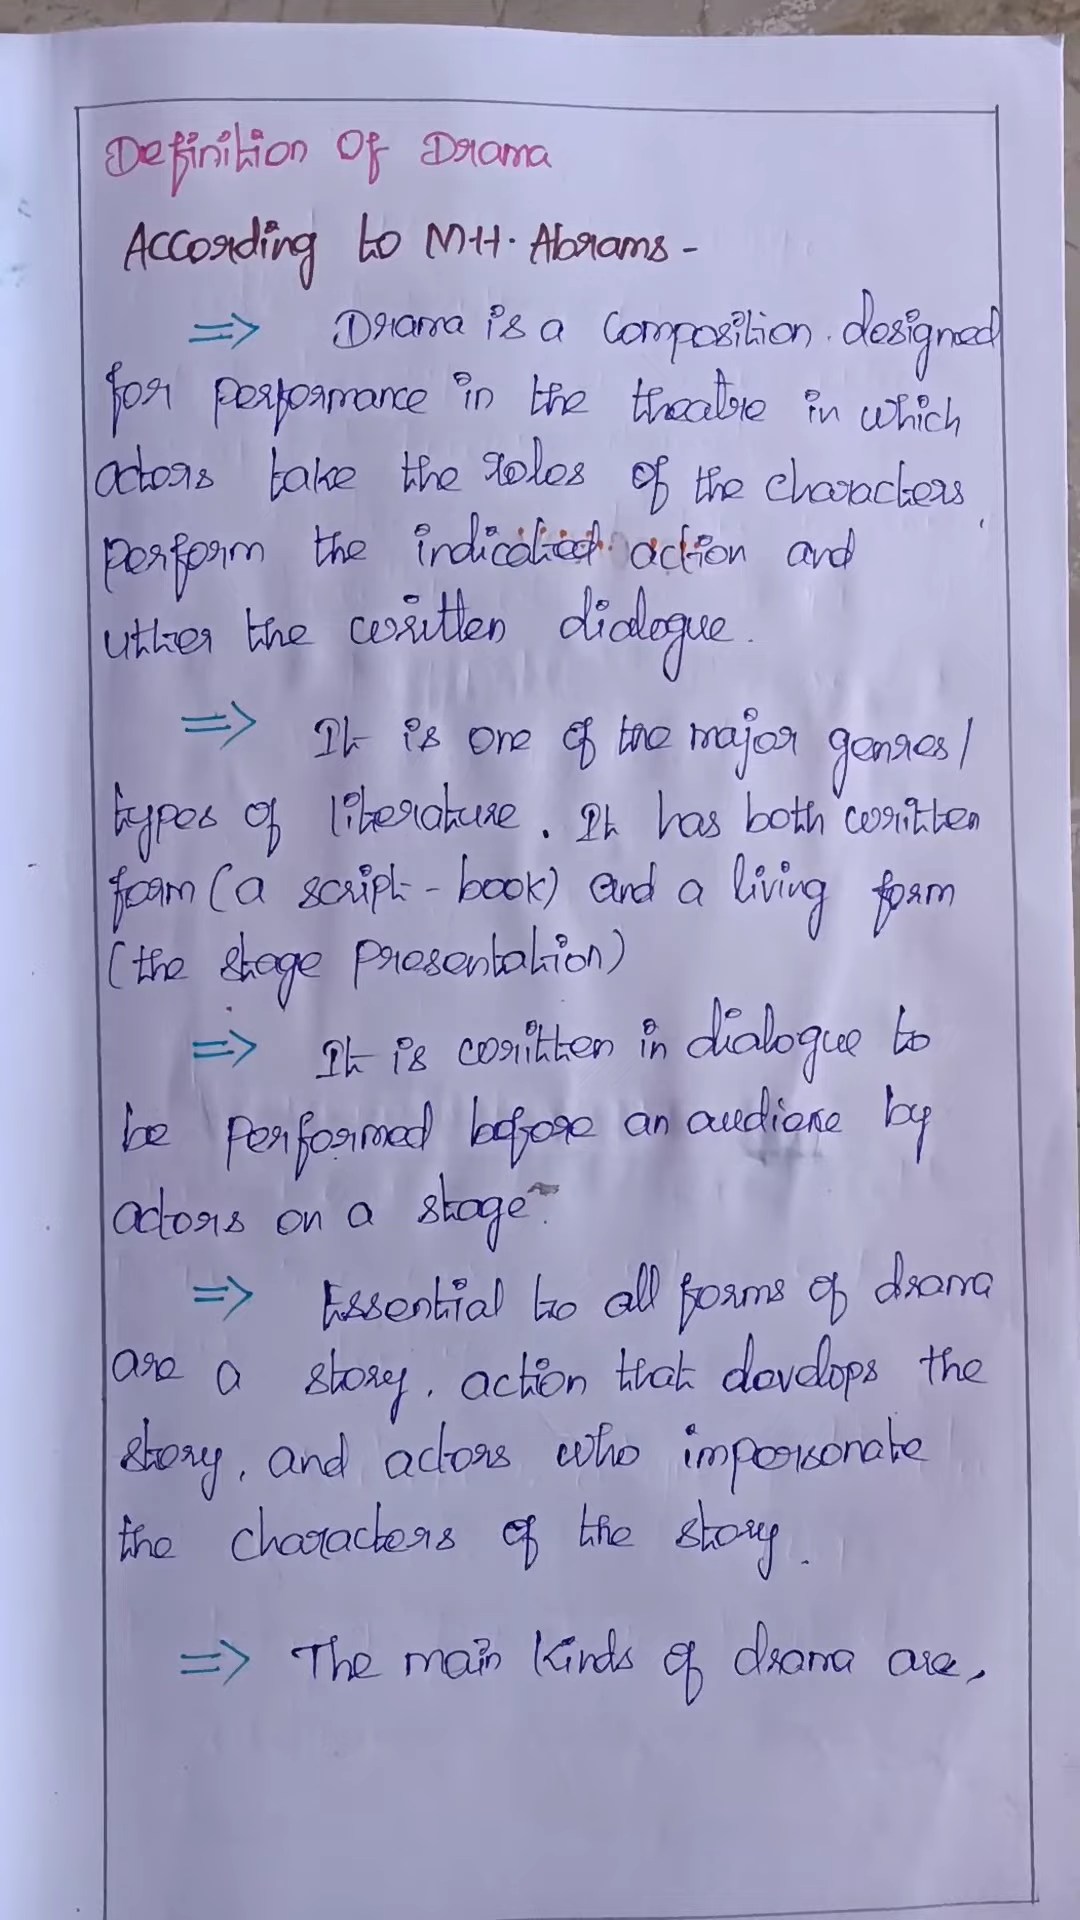 Definition Of Drama
According to M.H. Abrams -
⇒ Drama is a composition designed
for performance in the theatre in which
actors take the roles of the characters,
perform the indicated action and
utter the written dialogue.
⇒ It is one of the major genres/
types of literature. It has both written
form (a script - book) and a living form
(the stage presentation)
⇒ It is written in dialogue to
be performed before an audiene by
actors on a stage.
⇒ Essential to all forms of drama
are a story, action that develops the
story, and actors who impersonate
the characters of the story.
⇒ The main kinds of drama are,